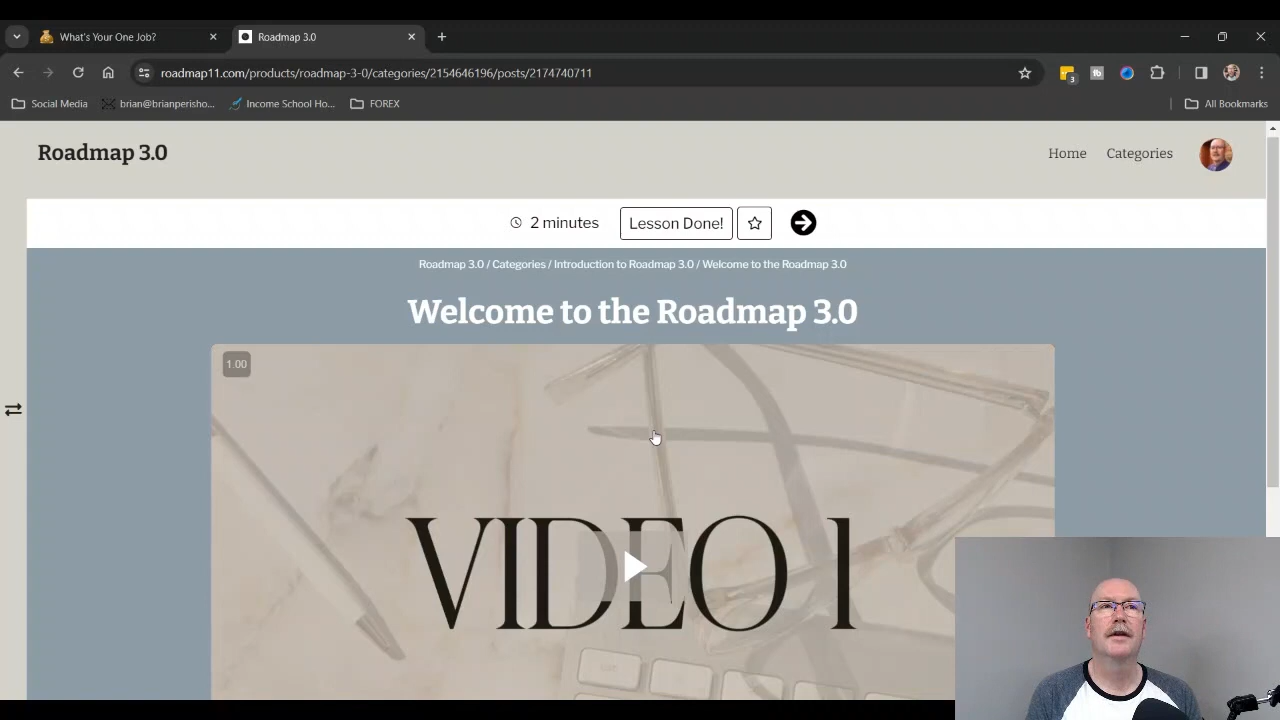 What's Your One Job?
Roadmap 3.0
roadmap11.com/products/roadmap-3-0/categories/2154646196/posts/2174740711
3
Social Media
brian@brianperisho...
Income School Ho...
FOREX
All Bookmarks
Roadmap 3.0
Home
Categories
2 minutes
Lesson Done!
Roadmap 3.0 / Categories / Introduction to Roadmap 3.0 / Welcome to the Roadmap 3.0
Welcome to the Roadmap 3.0
1.00
VIDEO 1